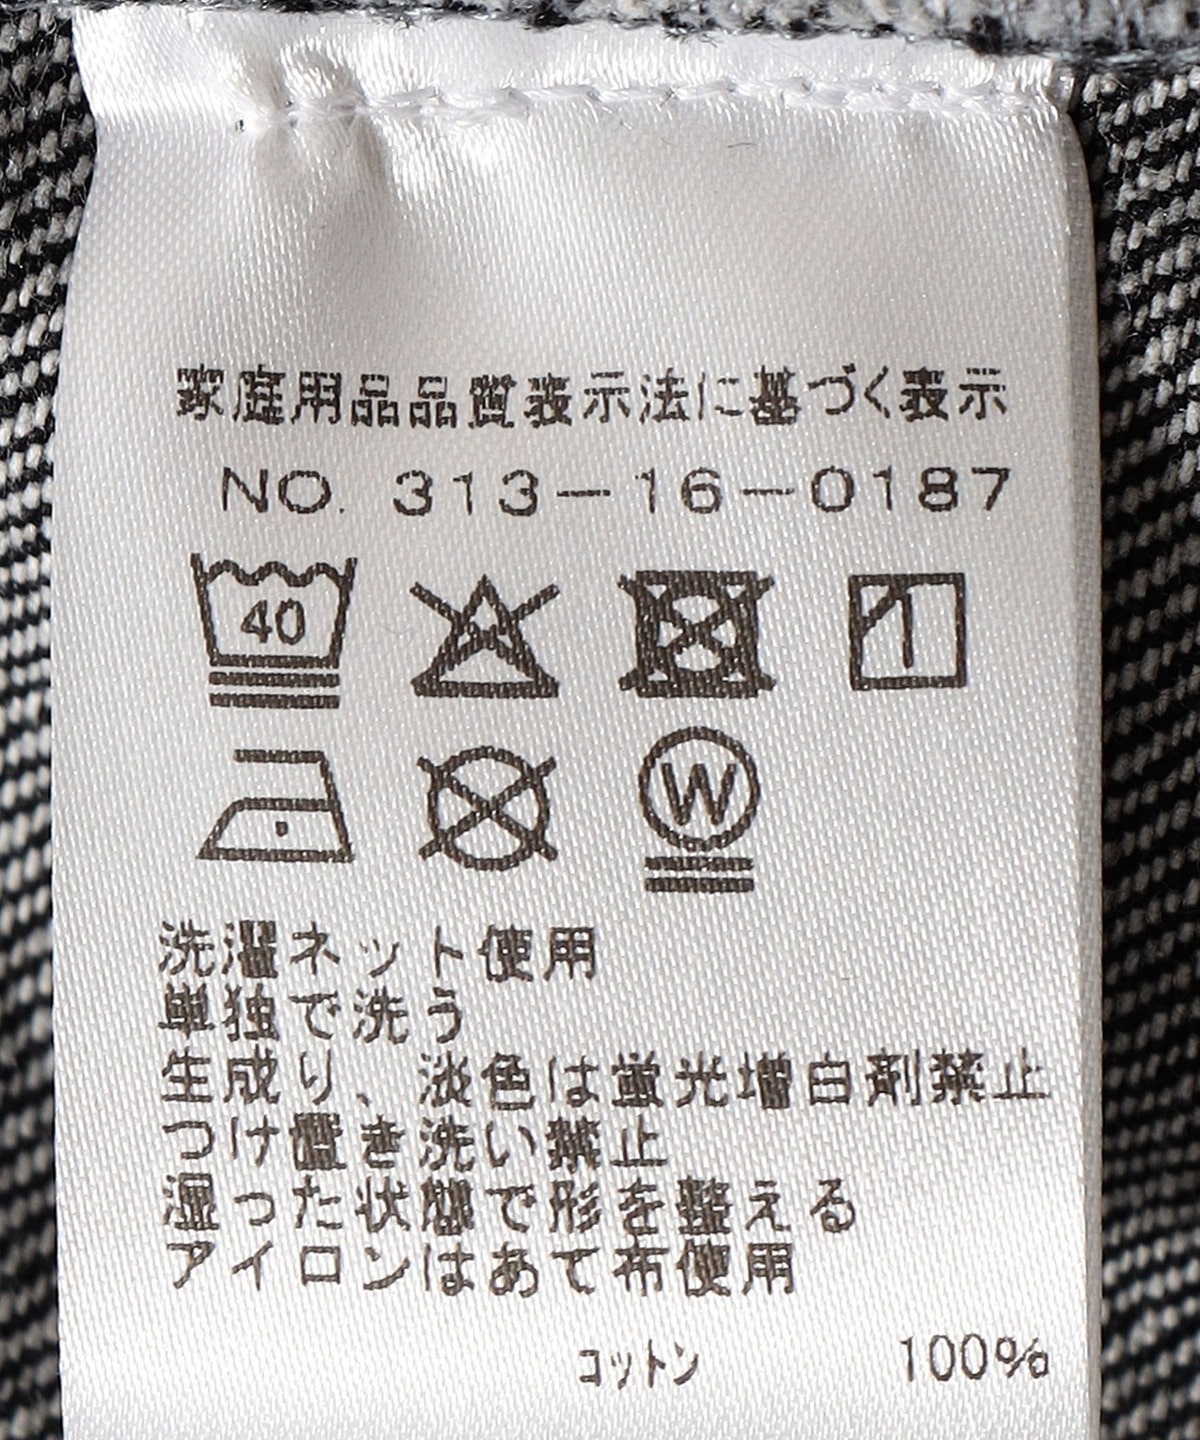 家庭用品品質表示法に基づく表示
NO. 313-16-0187
40
W
洗濯ネット使用
単独で洗う
生成り、淡色は蛍光増白剤禁止
つけ置き洗い禁止
湿った状態で形を整える
アイロンはあて布使用
コットン 100%